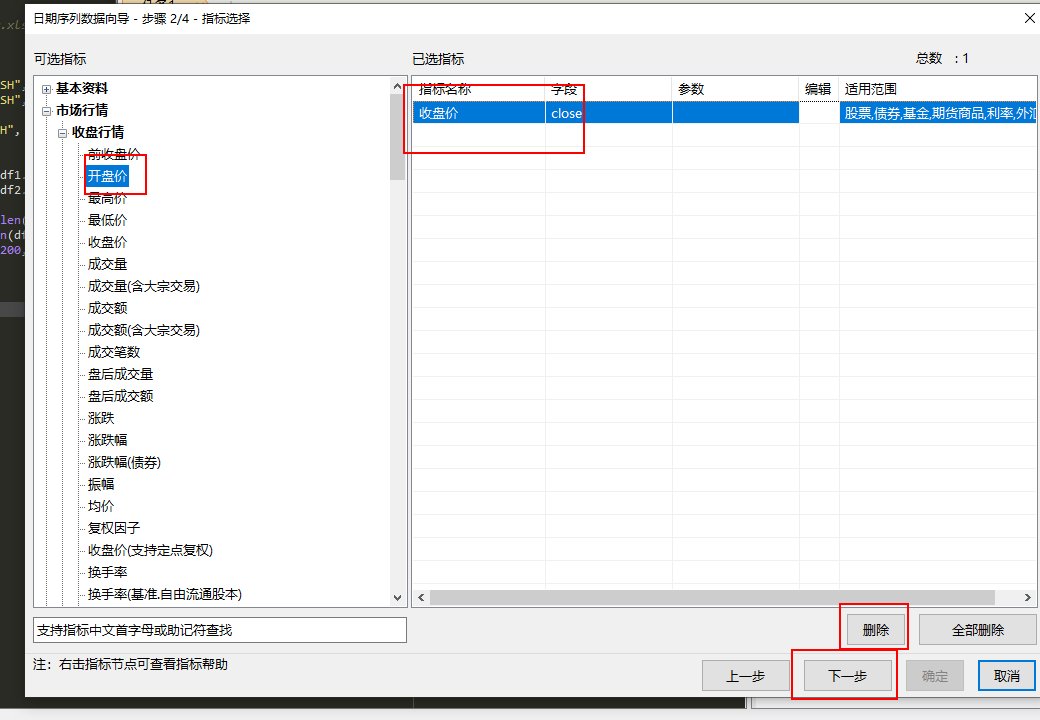 日期序列数据向导 - 步骤 2/4 - 指标选择
可选指标
已选指标
总数 : 1
基本资料
市场行情
收盘行情
前收盘价
开盘价
最高价
最低价
收盘价
成交量
成交量(含大宗交易)
成交额
成交额(含大宗交易)
成交笔数
盘后成交量
盘后成交额
涨跌
涨跌幅
涨跌幅(债券)
振幅
均价
复权因子
收盘价(支持定点复权)
换手率
换手率(基准.自由流通股本)
指标名称 字段 参数 编辑 适用范围
收盘价 close 股票,债券,基金,期货商品,利率,外汇
支持指标中文首字母或助记符查找
删除 全部删除
注：右击指标节点可查看指标帮助
上一步 下一步 确定 取消
.xls
SH",
SH",
H",
df1.
df2.
len(
n(df
200,